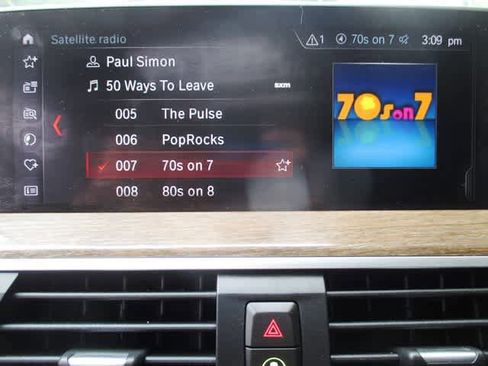 Satellite radio
1 70s on 7 3:09 pm
Paul Simon
50 Ways To Leave
sxm
005 The Pulse
006 PopRocks
007 70s on 7
008 80s on 8
70s on 7